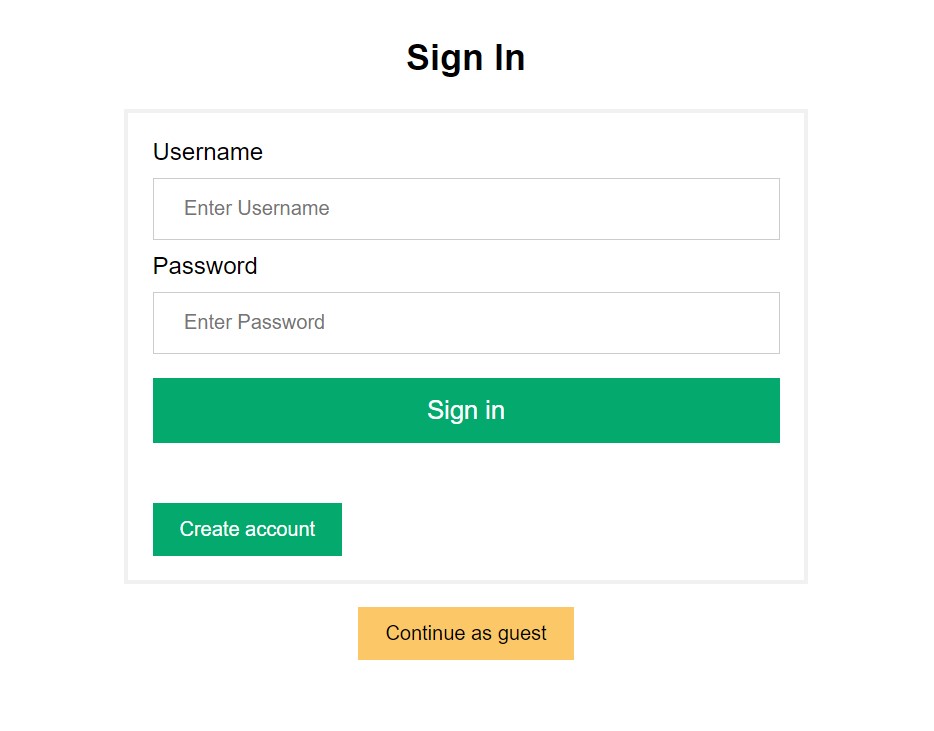 Sign In
Username
Enter Username
Password
Enter Password
Sign in
Create account
Continue as guest